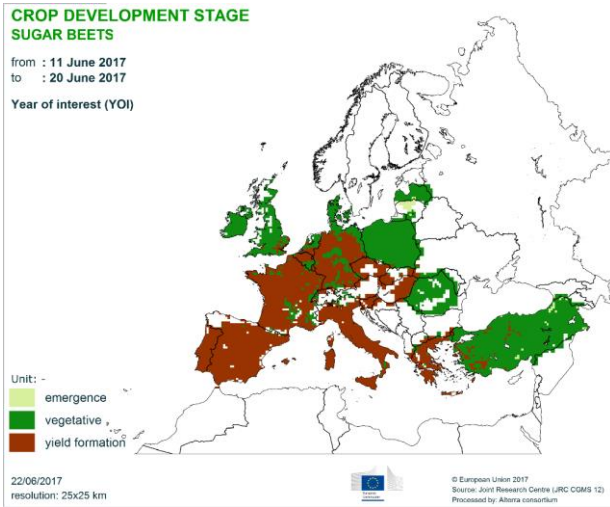 CROP DEVELOPMENT STAGE
SUGAR BEETS
from : 11 June 2017
to : 20 June 2017
Year of interest (YOI)
Unit: -
emergence
vegetative
yield formation
22/06/2017
resolution: 25x25 km
European
Commission
© European Union 2017
Source: Joint Research Centre (JRC CGMS 12)
Processed by: Alterra consortium